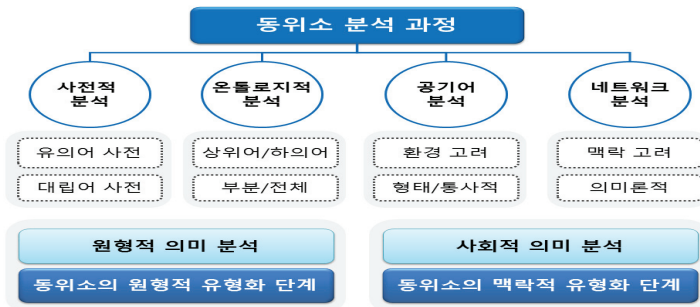 동위소 분석 과정
사전적
분석
온톨로지적
분석
공기어
분석
네트워크
분석
유의어 사전
대립어 사전
상위어/하의어
부분/전체
환경 고려
형태/통사적
맥락 고려
의미론적
원형적 의미 분석
동위소의 원형적 유형화 단계
사회적 의미 분석
동위소의 맥락적 유형화 단계